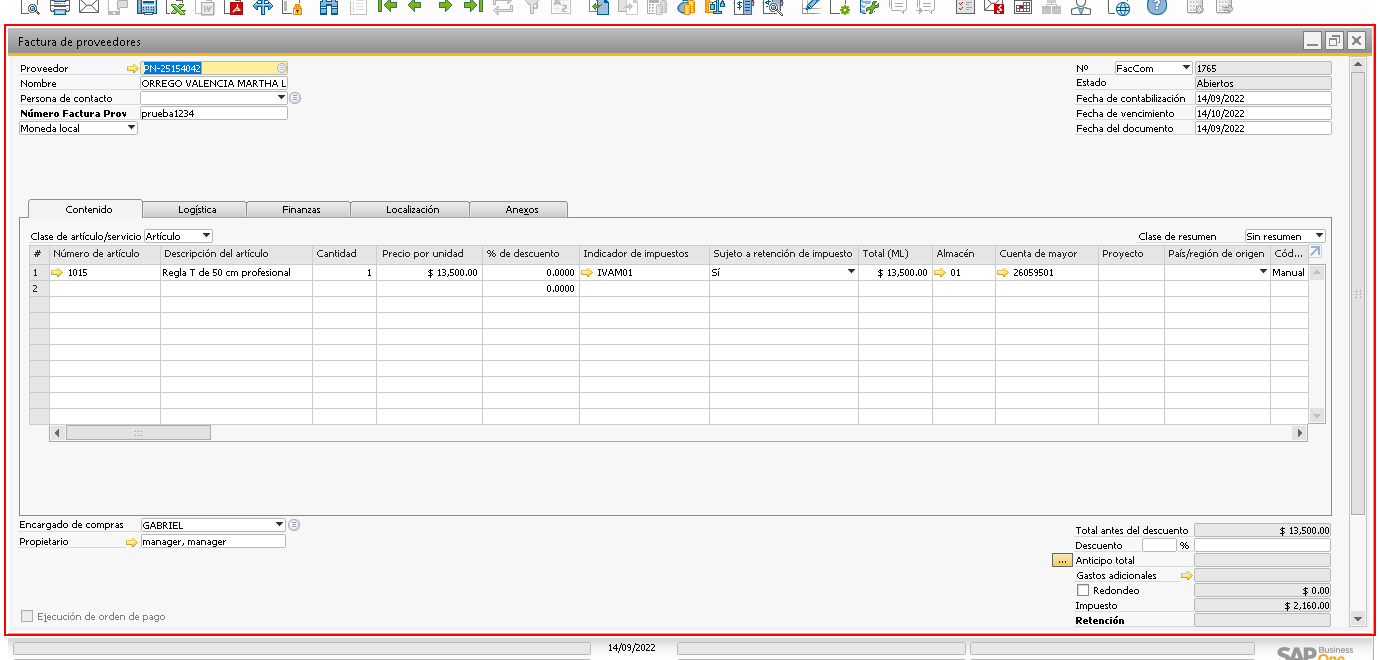 Factura de proveedores
Proveedor PN-25154042
Nombre ORREGO VALENCIA MARTHA L
Persona de contacto
Número Factura Prov prueba1234
Moneda local
Nº FacCom 1765
Estado Abiertos
Fecha de contabilización 14/09/2022
Fecha de vencimiento 14/10/2022
Fecha del documento 14/09/2022
Contenido Logística Finanzas Localización Anexos
Clase de artículo/servicio Artículo Clase de resumen Sin resumen
# Número de artículo Descripción del artículo Cantidad Precio por unidad % de descuento Indicador de impuestos Sujeto a retención de impuesto Total (ML) Almacén Cuenta de mayor Proyecto País/región de origen Cód...
1 1015 Regla T de 50 cm profesional 1 $ 13,500.00 0.0000 IVAM01 Sí $ 13,500.00 01 26059501 Manual
2 0.0000
Encargado de compras GABRIEL
Propietario manager, manager
Total antes del descuento $ 13,500.00
Descuento %
... Anticipo total
Gastos adicionales
Redondeo $ 0.00
Impuesto $ 2,160.00
Retención
Ejecución de orden de pago
14/09/2022
SAP Business One